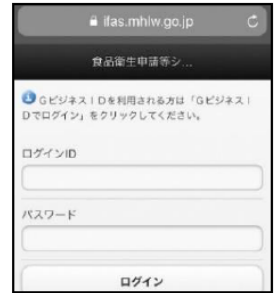 ifas.mhlw.go.jp
食品衛生申請等シ...
GビジネスIDを利用される方は「GビジネスI
Dでログイン」をクリックしてください。
ログインID
パスワード
ログイン